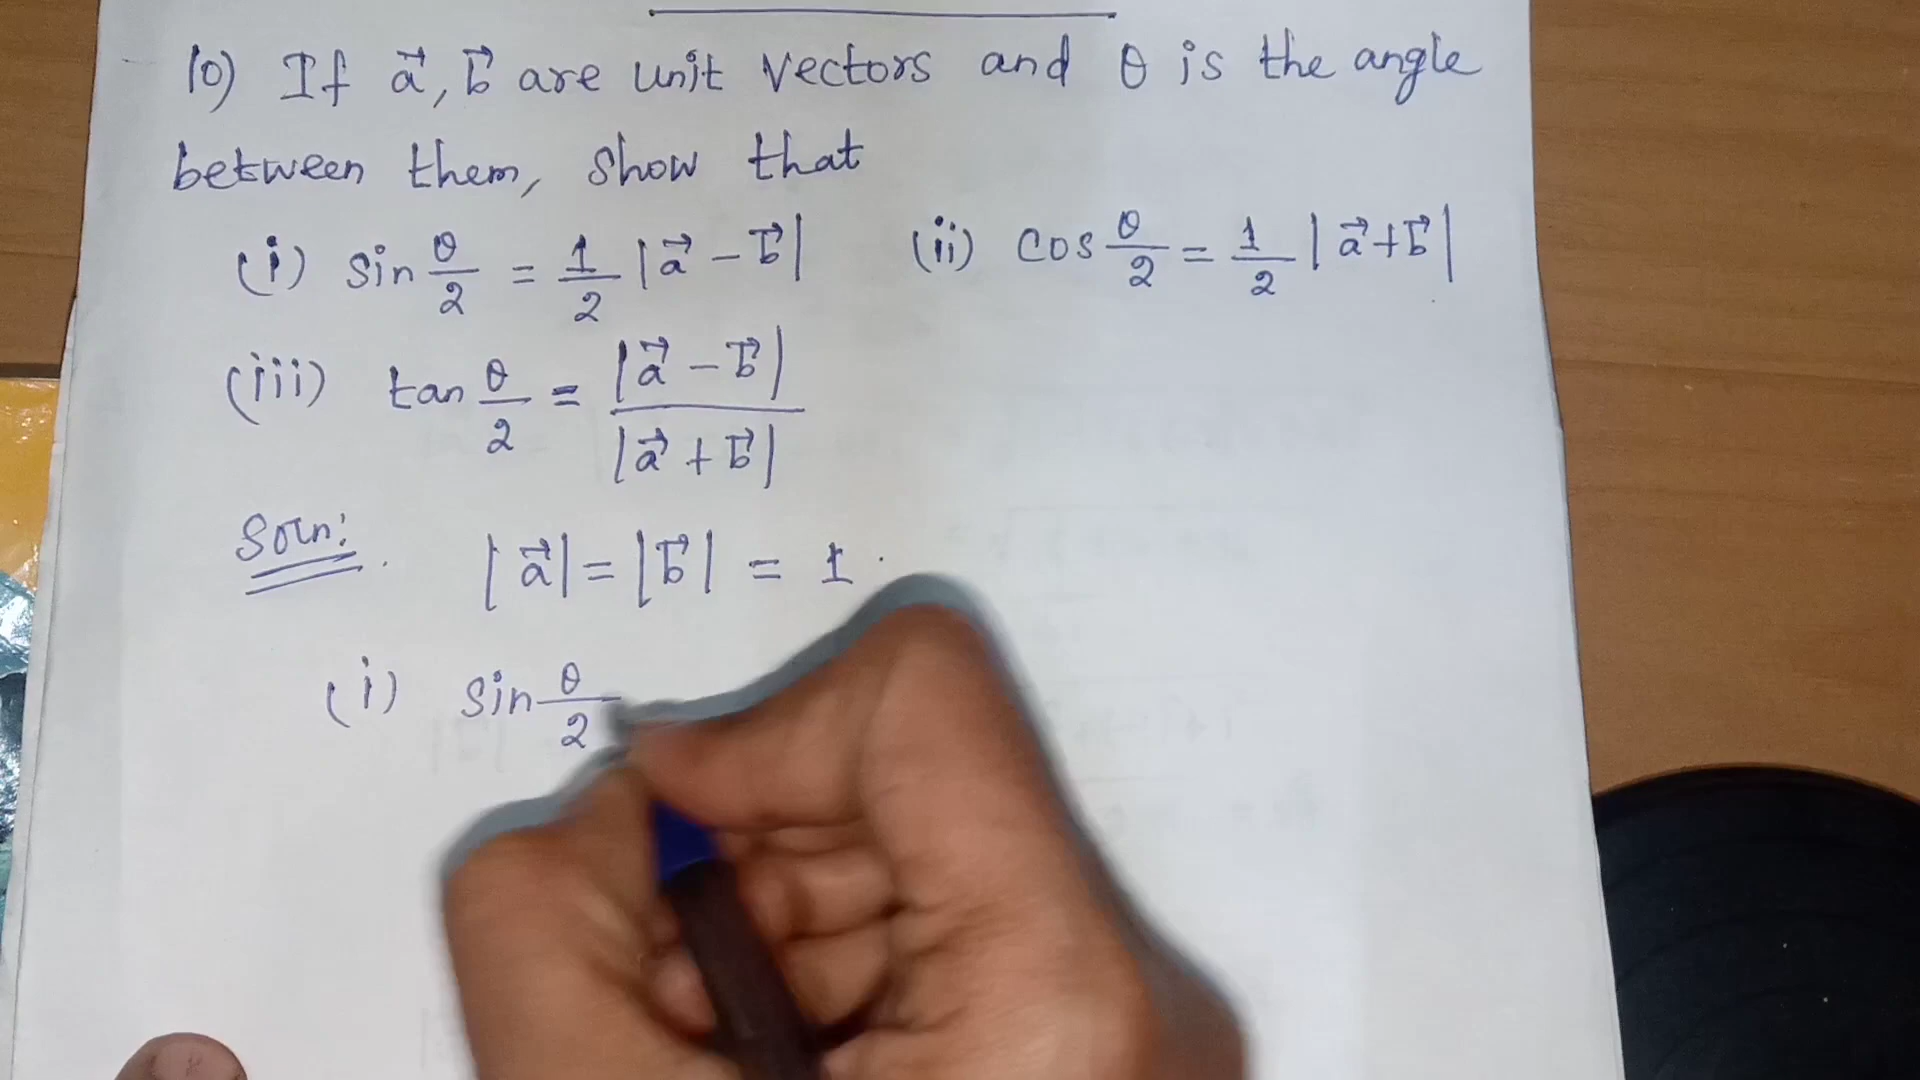 10) If a⃗, b⃗ are unit vectors and θ is the angle
between them, show that
(i) sin θ/2 = 1/2 |a⃗ - b⃗| (ii) cos θ/2 = 1/2 |a⃗+b⃗|
(iii) tan θ/2 = |a⃗ - b⃗| / |a⃗ + b⃗|
Soln:
|a⃗| = |b⃗| = 1.
(i) sin θ/2